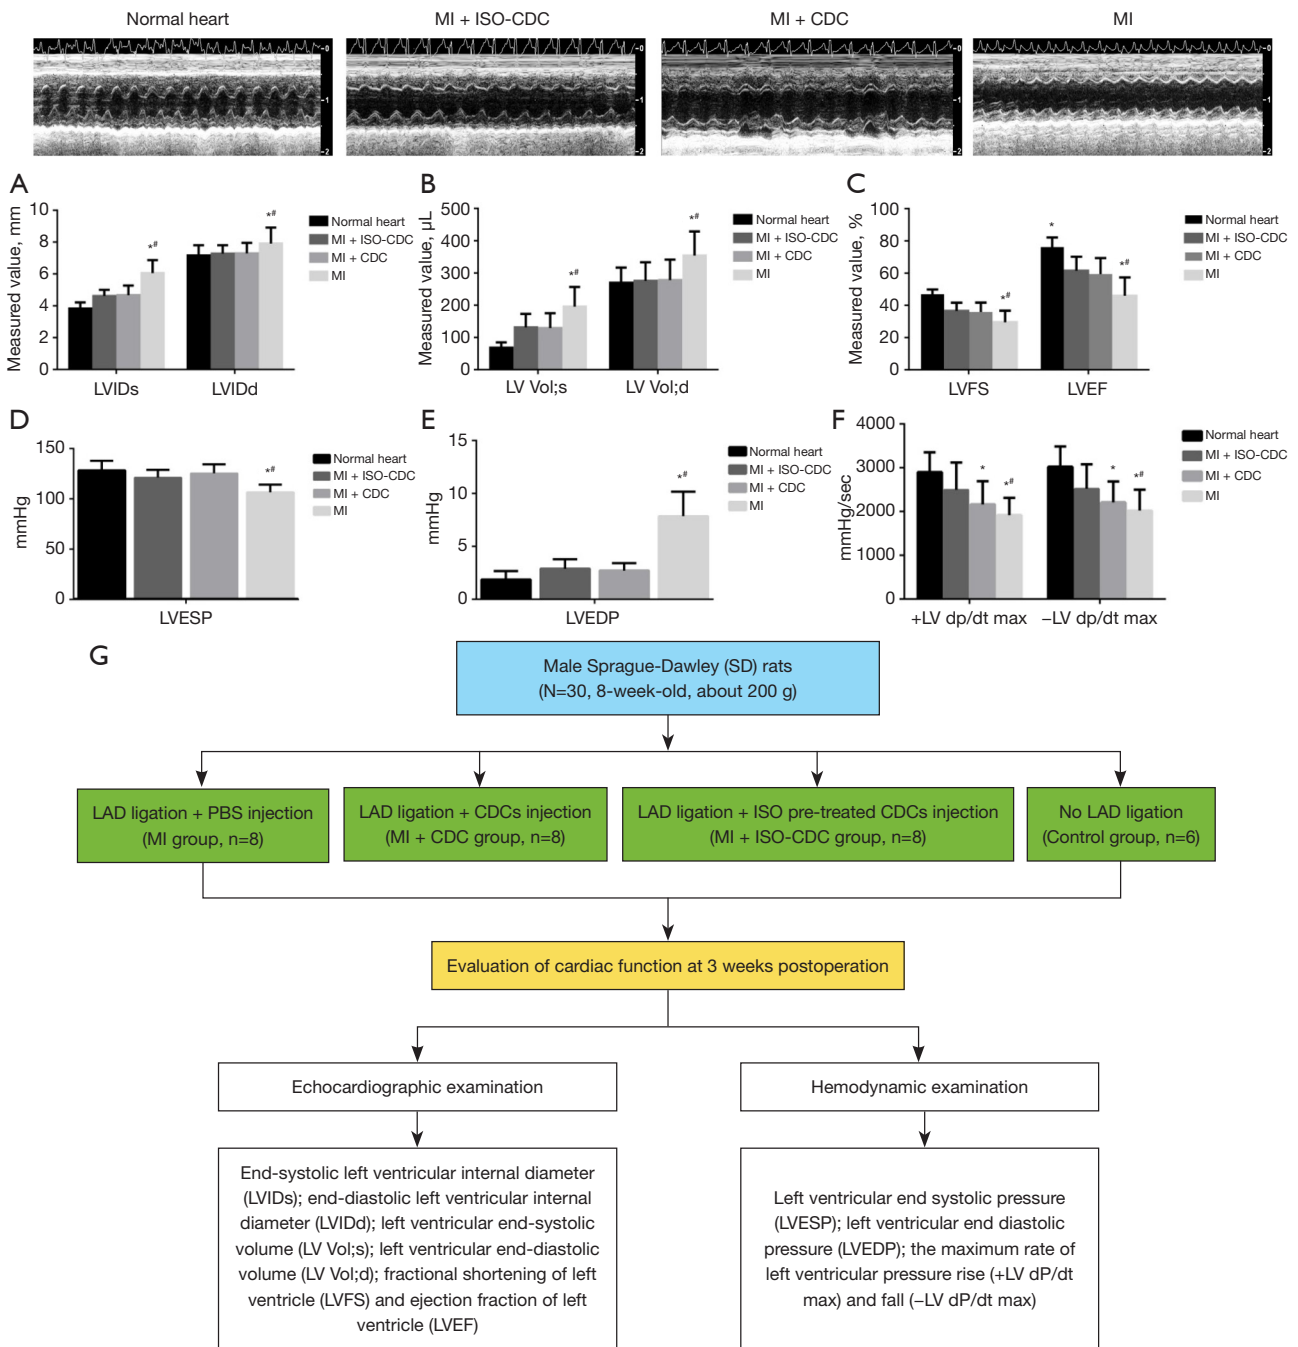 Normal heart
MI + ISO-CDC
MI + CDC
MI
0
1
2
0
1
2
0
1
2
0
1
2
A
Measured value, mm
10
8
6
4
2
0
*#
*#
LVIDs
LVIDd
Normal heart
MI + ISO-CDC
MI + CDC
MI
B
Measured value, μL
500
400
300
200
100
0
*#
*#
LV Vol;s
LV Vol;d
Normal heart
MI + ISO-CDC
MI + CDC
MI
C
Measured value, %
100
80
60
40
20
0
*#
*
*#
LVFS
LVEF
Normal heart
MI + ISO-CDC
MI + CDC
MI
D
mmHg
150
100
50
0
*#
LVESP
Normal heart
MI + ISO-CDC
MI + CDC
MI
E
mmHg
15
10
5
0
*#
LVEDP
Normal heart
MI + ISO-CDC
MI + CDC
MI
F
mmHg/sec
4000
3000
2000
1000
0
*
*#
*
*#
+LV dp/dt max
−LV dp/dt max
Normal heart
MI + ISO-CDC
MI + CDC
MI
G
Male Sprague-Dawley (SD) rats
(N=30, 8-week-old, about 200 g)
LAD ligation + PBS injection
(MI group, n=8)
LAD ligation + CDCs injection
(MI + CDC group, n=8)
LAD ligation + ISO pre-treated CDCs injection
(MI + ISO-CDC group, n=8)
No LAD ligation
(Control group, n=6)
Evaluation of cardiac function at 3 weeks postoperation
Echocardiographic examination
Hemodynamic examination
End-systolic left ventricular internal diameter
(LVIDs); end-diastolic left ventricular internal
diameter (LVIDd); left ventricular end-systolic
volume (LV Vol;s); left ventricular end-diastolic
volume (LV Vol;d); fractional shortening of left
ventricle (LVFS) and ejection fraction of left
ventricle (LVEF)
Left ventricular end systolic pressure
(LVESP); left ventricular end diastolic
pressure (LVEDP); the maximum rate of
left ventricular pressure rise (+LV dP/dt
max) and fall (−LV dP/dt max)